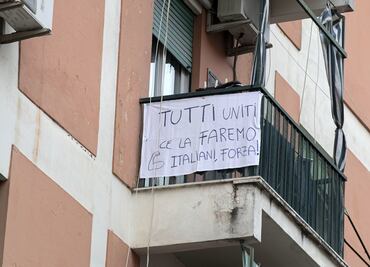 TUTTI UNITI
CE LA FAREMO
ITALIANI, FORZA!